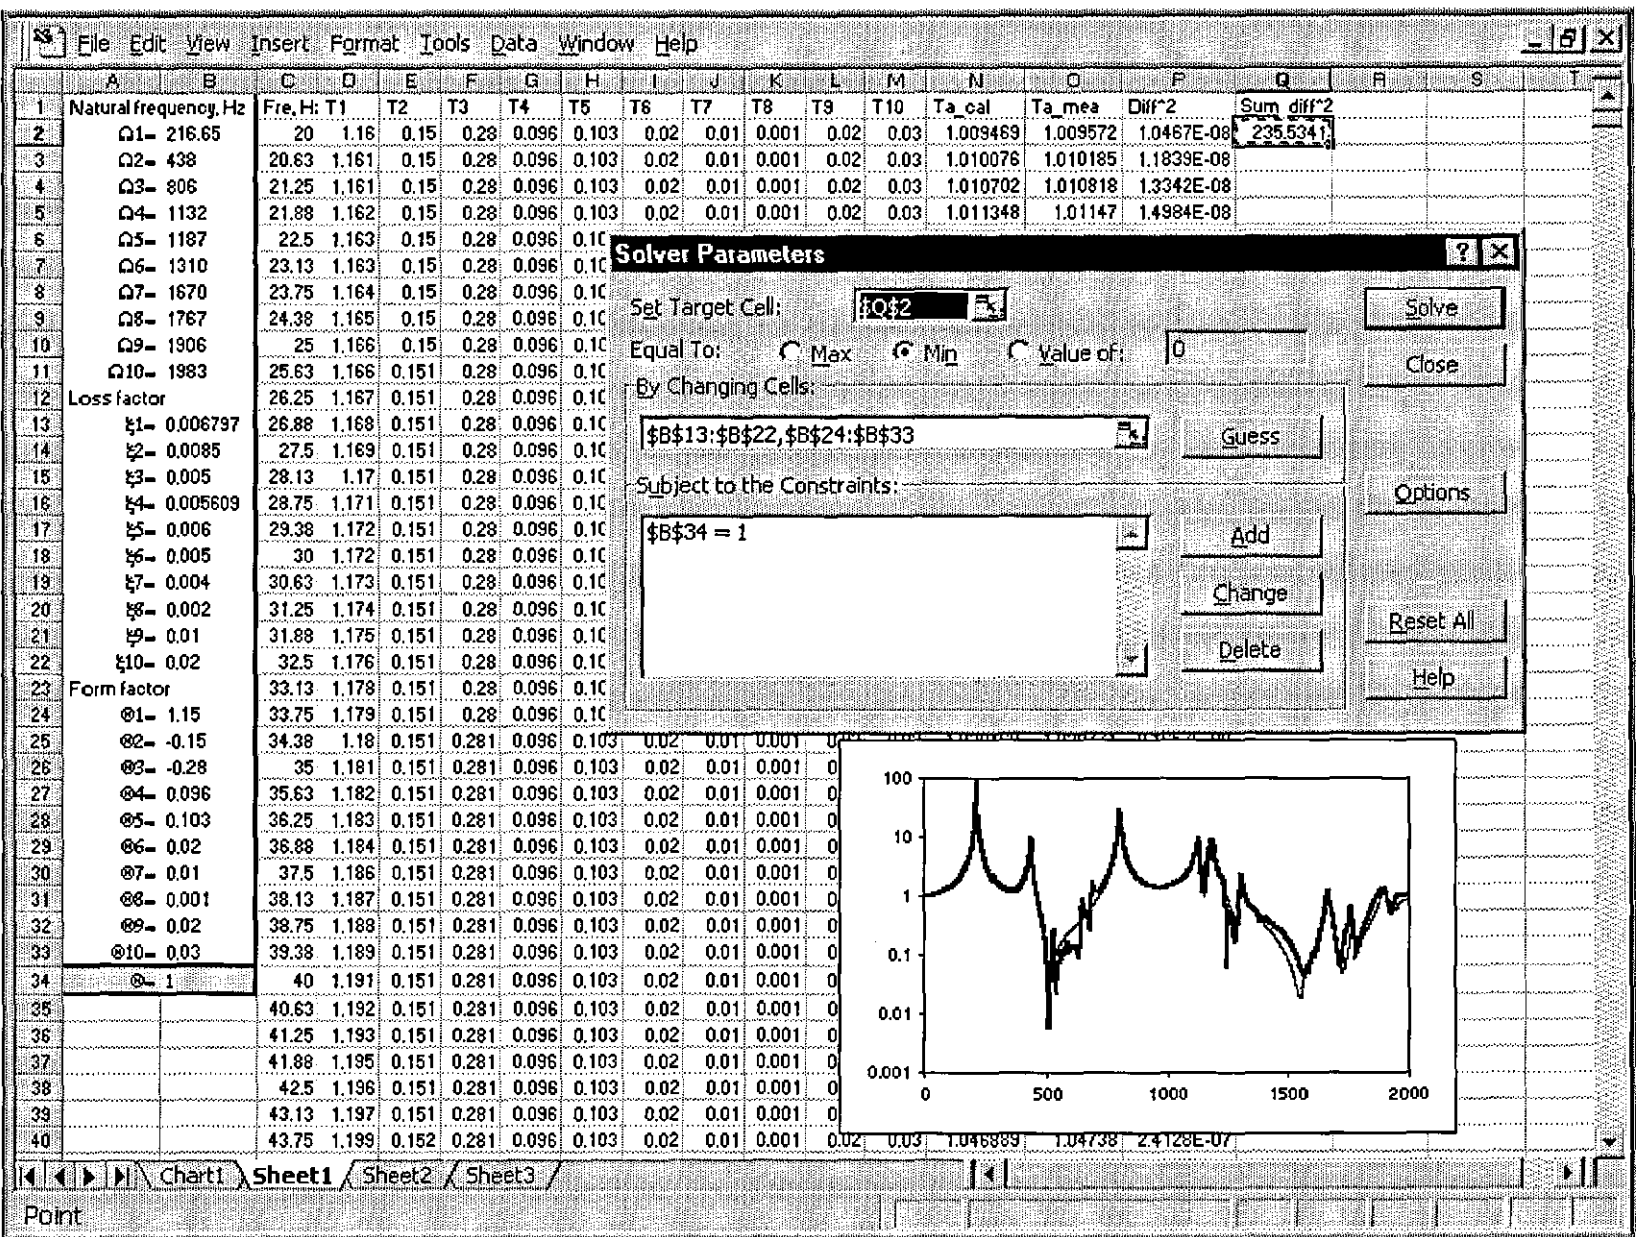 File Edit View Insert Format Tools Data Window Help
A B C D E F G H I J K L M N O P Q R S T
1 Natural frequency, Hz Fre, H: T1 T2 T3 T4 T5 T6 T7 T8 T9 T10 Ta_cal Ta_mea Diff^2 Sum_diff^2
2 Ω1= 216.65 20 1.16 0.15 0.28 0.096 0.103 0.02 0.01 0.001 0.02 0.03 1.009469 1.009572 1.0467E-08 235.5341
3 Ω2= 438 20.63 1.161 0.15 0.28 0.096 0.103 0.02 0.01 0.001 0.02 0.03 1.010076 1.010185 1.1839E-08
4 Ω3= 806 21.25 1.161 0.15 0.28 0.096 0.103 0.02 0.01 0.001 0.02 0.03 1.010702 1.010818 1.3342E-08
5 Ω4= 1132 21.88 1.162 0.15 0.28 0.096 0.103 0.02 0.01 0.001 0.02 0.03 1.011348 1.01147 1.4984E-08
6 Ω5= 1187 22.5 1.163 0.15 0.28 0.096
7 Ω6= 1310 23.13 1.163 0.15 0.28 0.096
8 Ω7= 1670 23.75 1.164 0.15 0.28 0.096
9 Ω8= 1767 24.38 1.165 0.15 0.28 0.096
10 Ω9= 1906 25 1.166 0.15 0.28 0.096
11 Ω10= 1983 25.63 1.166 0.151 0.28 0.096
12 Loss factor 26.25 1.167 0.151 0.28 0.096
13 ξ1= 0.006797 26.88 1.168 0.151 0.28 0.096
14 ξ2= 0.0085 27.5 1.169 0.151 0.28 0.096
15 ξ3= 0.005 28.13 1.17 0.151 0.28 0.096
16 ξ4= 0.005609 28.75 1.171 0.151 0.28 0.096
17 ξ5= 0.006 29.38 1.172 0.151 0.28 0.096
18 ξ6= 0.005 30 1.172 0.151 0.28 0.096
19 ξ7= 0.004 30.63 1.173 0.151 0.28 0.096
20 ξ8= 0.002 31.25 1.174 0.151 0.28 0.096
21 ξ9= 0.01 31.88 1.175 0.151 0.28 0.096
22 ξ10= 0.02 32.5 1.176 0.151 0.28 0.096
23 Form factor 33.13 1.178 0.151 0.28 0.096
24 ®1= 1.15 33.75 1.179 0.151 0.28 0.096
25 ®2= -0.15 34.38 1.18 0.151 0.281 0.096 0.103 0.02 0.01 0.001
26 ®3= -0.28 35 1.181 0.151 0.281 0.096 0.103 0.02 0.01 0.001
27 ®4= 0.096 35.63 1.182 0.151 0.281 0.096 0.103 0.02 0.01 0.001
28 ®5= 0.103 36.25 1.183 0.151 0.281 0.096 0.103 0.02 0.01 0.001
29 ®6= 0.02 36.88 1.184 0.151 0.281 0.096 0.103 0.02 0.01 0.001
30 ®7= 0.01 37.5 1.186 0.151 0.281 0.096 0.103 0.02 0.01 0.001
31 ®8= 0.001 38.13 1.187 0.151 0.281 0.096 0.103 0.02 0.01 0.001
32 ®9= 0.02 38.75 1.188 0.151 0.281 0.096 0.103 0.02 0.01 0.001
33 ®10= 0.03 39.38 1.189 0.151 0.281 0.096 0.103 0.02 0.01 0.001
34 ®= 1 40 1.191 0.151 0.281 0.096 0.103 0.02 0.01 0.001
35 40.63 1.192 0.151 0.281 0.096 0.103 0.02 0.01 0.001
36 41.25 1.193 0.151 0.281 0.096 0.103 0.02 0.01 0.001
37 41.88 1.195 0.151 0.281 0.096 0.103 0.02 0.01 0.001
38 42.5 1.196 0.151 0.281 0.096 0.103 0.02 0.01 0.001
39 43.13 1.197 0.151 0.281 0.096 0.103 0.02 0.01 0.001
40 43.75 1.199 0.152 0.281 0.096 0.103 0.02 0.01 0.001 0.02 0.03 1.046889 1.04738 2.4128E-07
Solver Parameters
Set Target Cell: $Q$2 Solve
Equal To: Max Min Value of: 0
Close
By Changing Cells:
$B$13:$B$22,$B$24:$B$33 Guess
Subject to the Constraints: Options
$B$34 = 1 Add
Change
Reset All
Delete
Help
100
10
1
0.1
0.01
0.001
0 500 1000 1500 2000
Chart1 Sheet1 Sheet2 Sheet3
Point